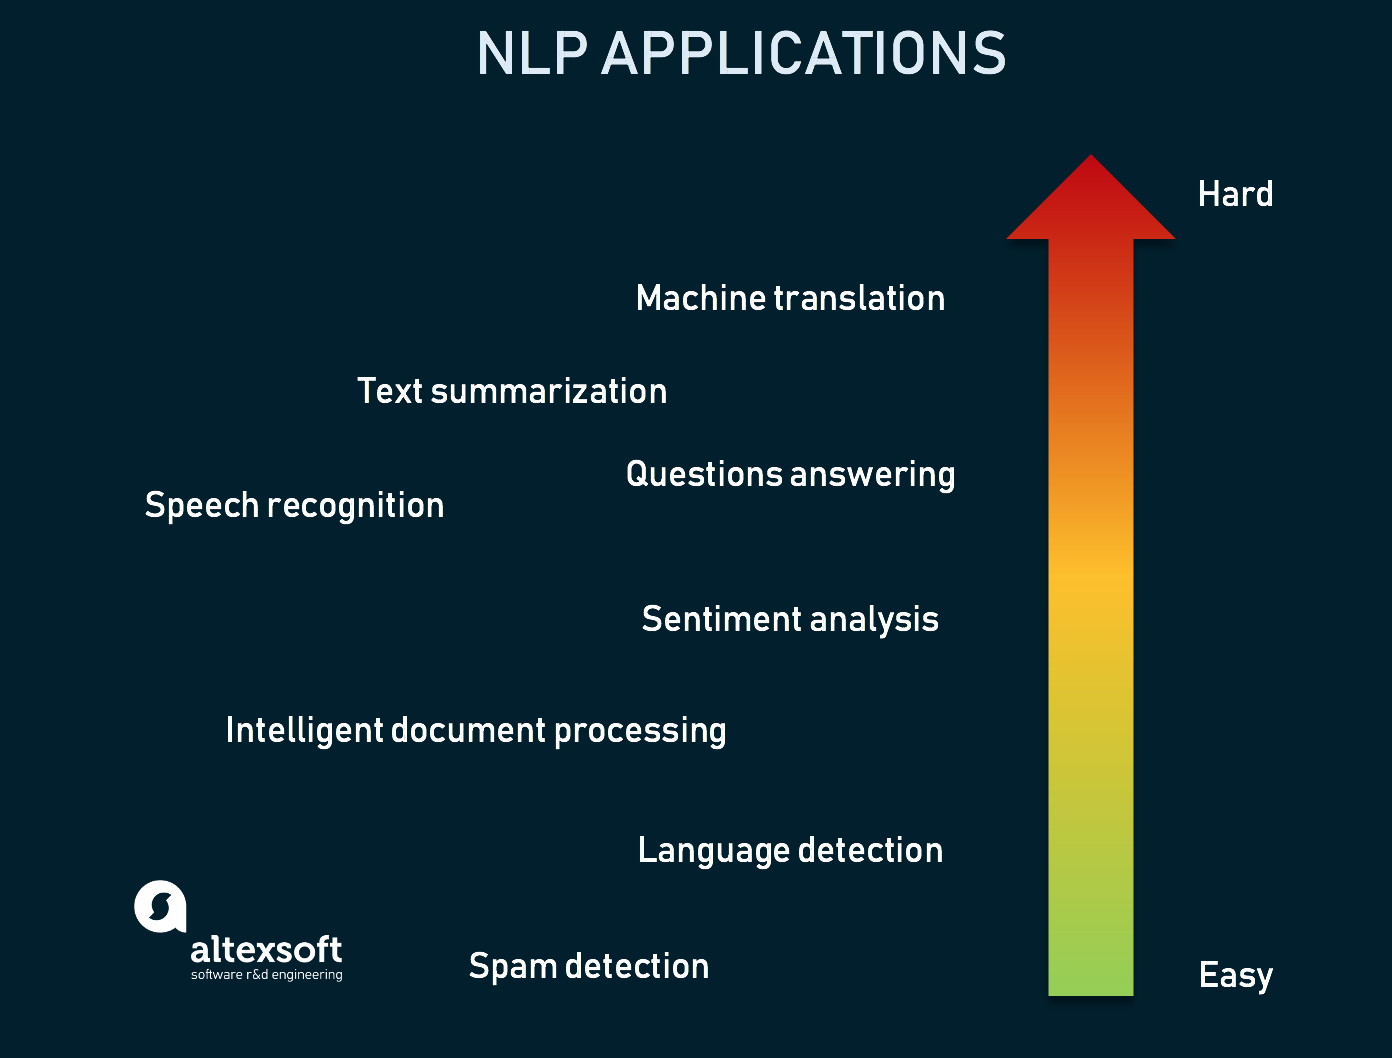 NLP APPLICATIONS
Hard
Machine translation
Text summarization
Questions answering
Speech recognition
Sentiment analysis
Intelligent document processing
Language detection
altexsoft
software r&d engineering
Spam detection
Easy